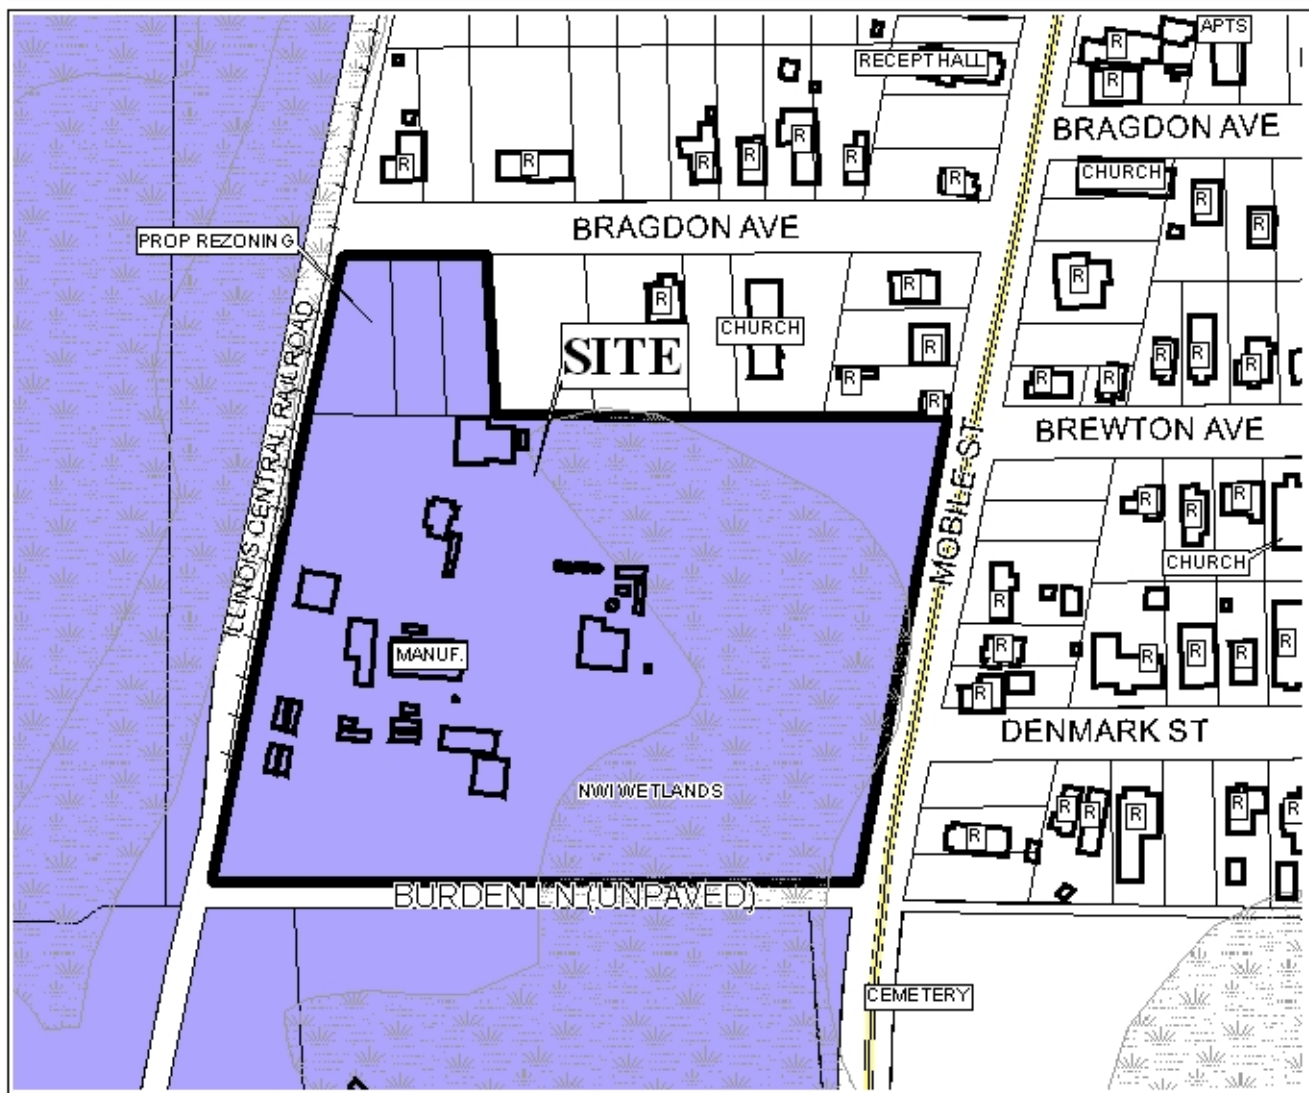 APTS
R
RECEPT HALL
R
BRAGDON AVE
R
R
R
R
R
R
R
CHURCH
R
R
BRAGDON AVE
PROP REZONING
R
R
R
CHURCH
SITE
R
R
R
R
R
R
R
R
R
BREWTON AVE
ILLINOIS CENTRAL RAILROAD
MOBILE ST
R
R
R
CHURCH
R
MANUF.
R
R
R
R
R
R
DENMARK ST
NWI WETLANDS
R
R
R
R
R
R
BURDEN LN (UNPAVED)
CEMETERY